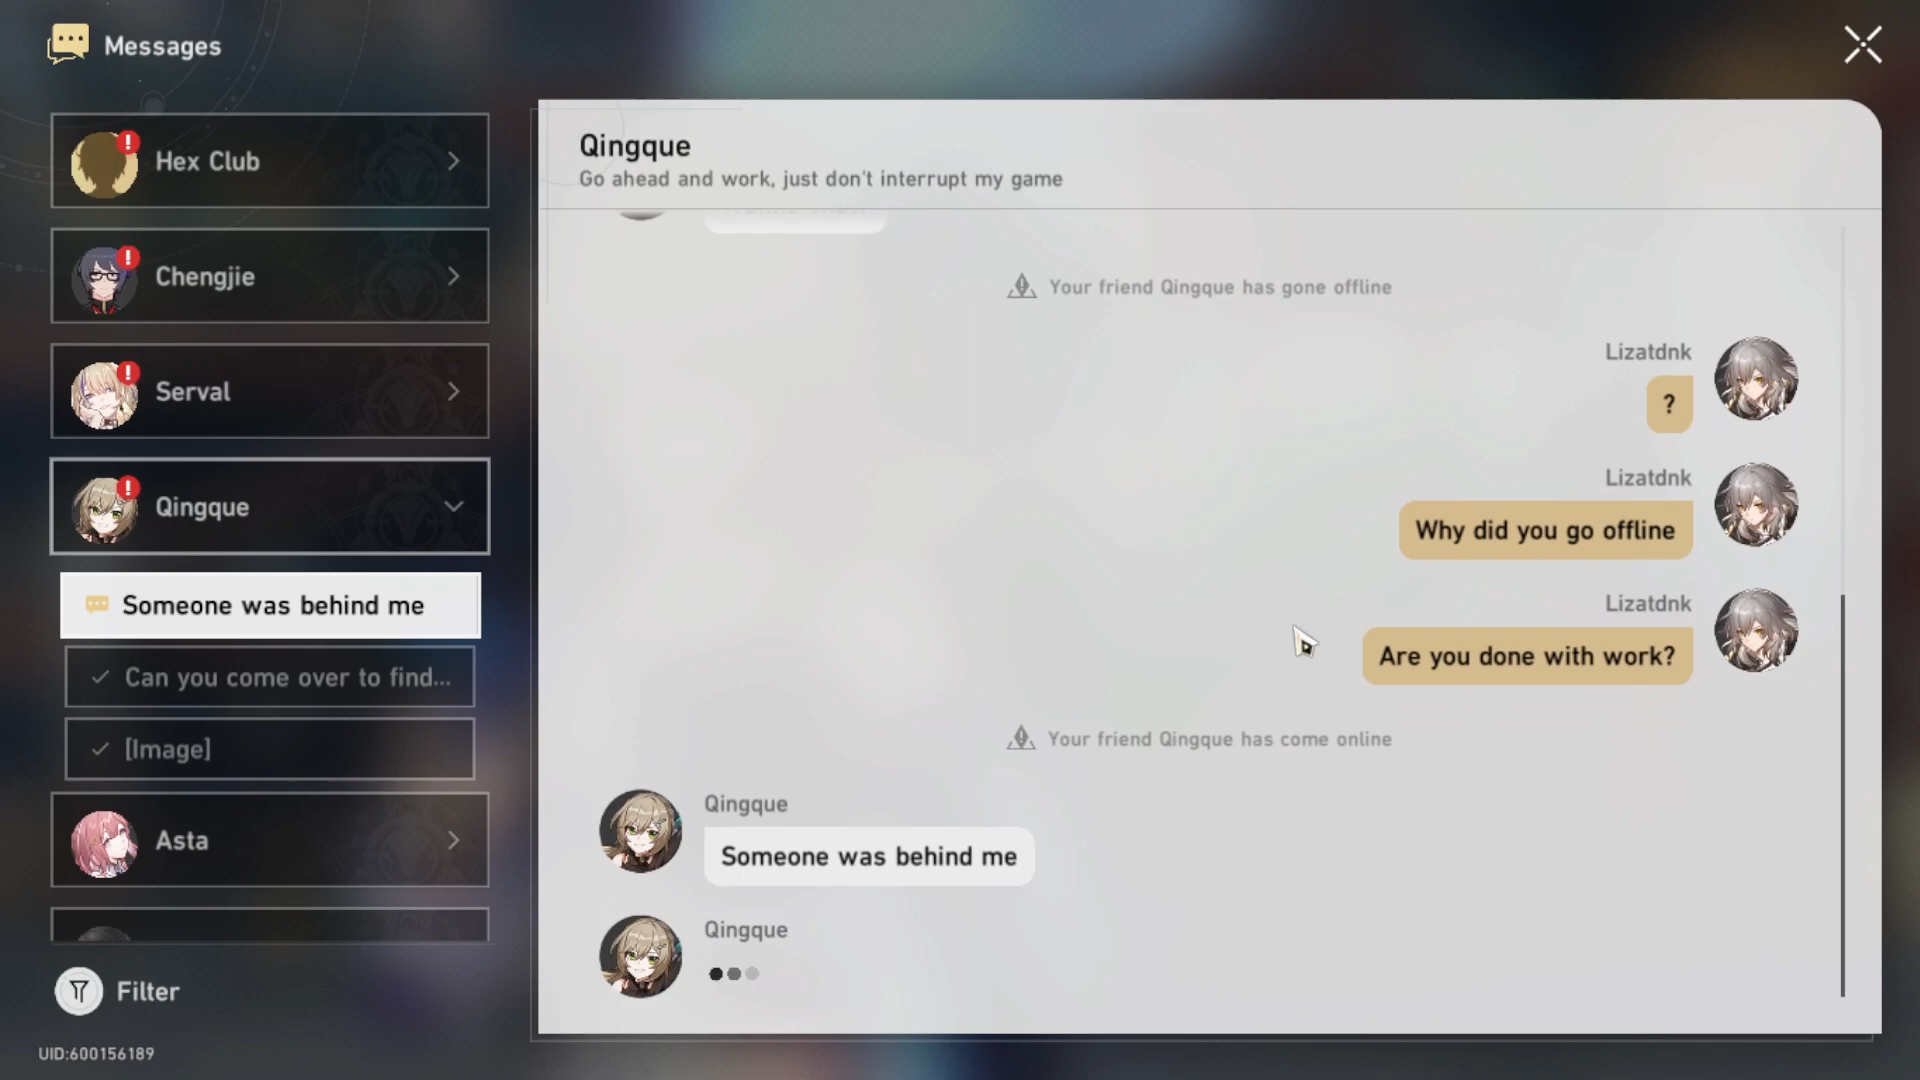 Messages
Hex Club
Chengjie
Serval
Qingque
Someone was behind me
Can you come over to find...
[Image]
Asta
Filter
UID:600156189
Qingque
Go ahead and work, just don't interrupt my game
Your friend Qingque has gone offline
Lizatdnk
?
Lizatdnk
Why did you go offline
Lizatdnk
Are you done with work?
Your friend Qingque has come online
Qingque
Someone was behind me
Qingque